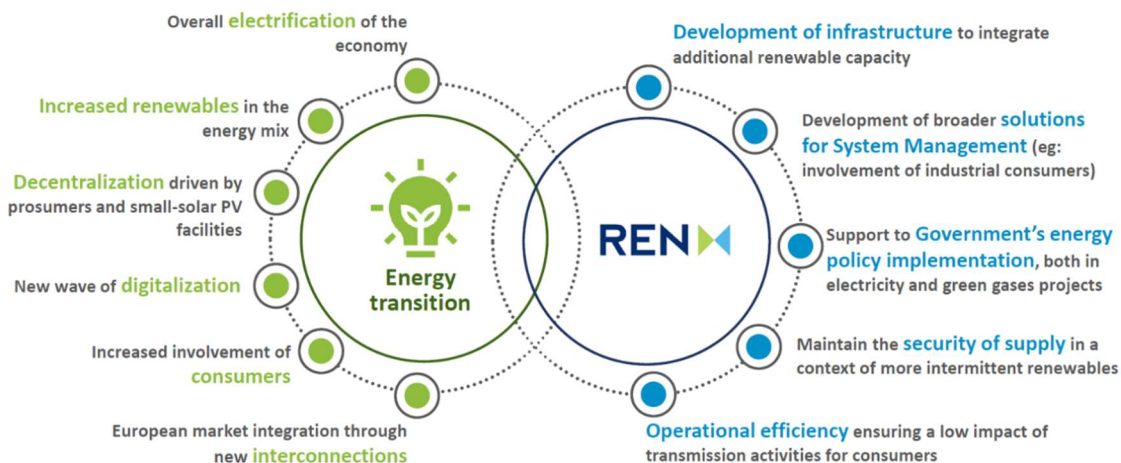 Overall electrification of the
economy
Increased renewables in the
energy mix
Decentralization driven by
prosumers and small-solar PV
facilities
New wave of digitalization
Increased involvement of
consumers
European market integration through
new interconnections
Energy
transition
REN
Development of infrastructure to integrate
additional renewable capacity
Development of broader solutions
for System Management (eg:
involvement of industrial consumers)
Support to Government's energy
policy implementation, both in
electricity and green gases projects
Maintain the security of supply in a
context of more intermittent renewables
Operational efficiency ensuring a low impact of
transmission activities for consumers